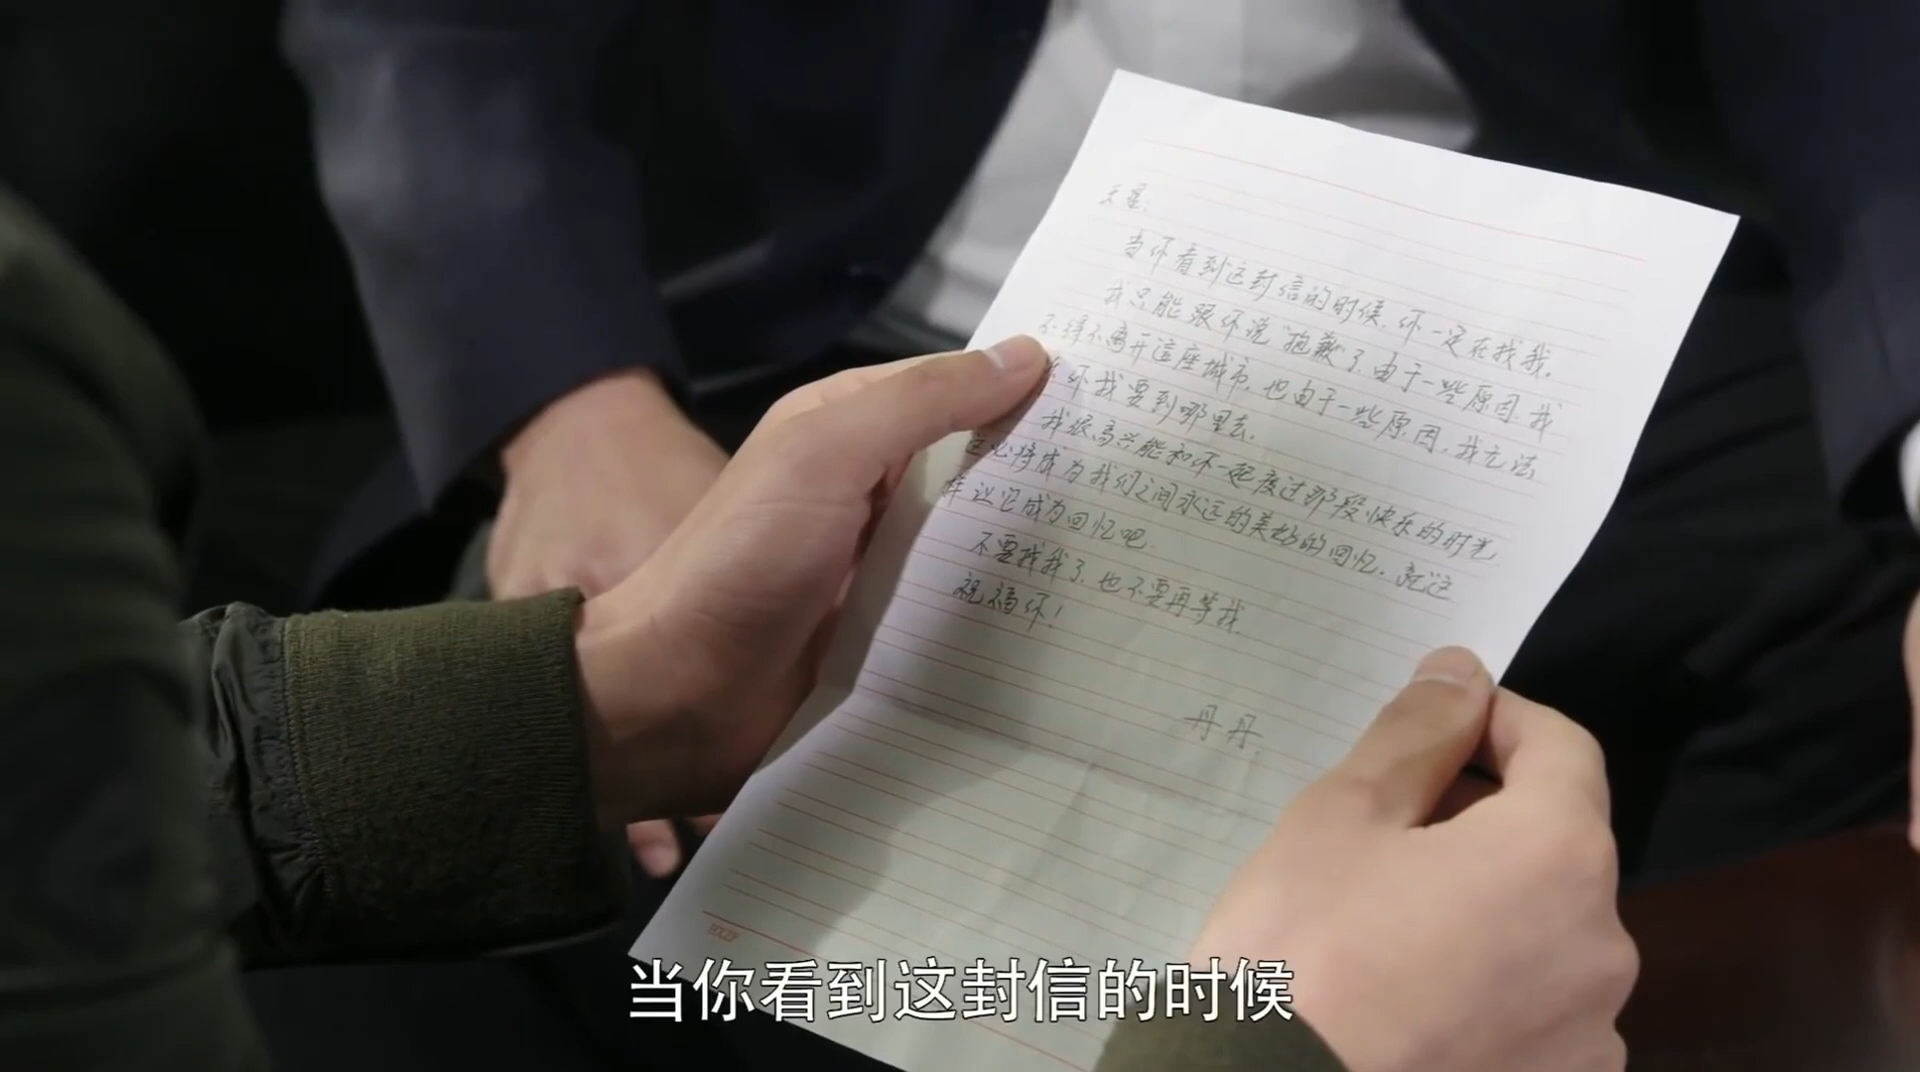 天星:
当你看到这封信的时候,你一定在找我。
我只能跟你说“抱歉”了,由于一些原因,我
不得不离开這座城市,也由于一些原因,我无法
你我要到哪里去.
我很高兴能和你一起度过那段快乐的时光
这必将成为我们之间永远的美好的回忆.就这
样让它成为回忆吧.
不要找我了,也不要再等我.
祝福你!
丹丹.
当你看到这封信的时候